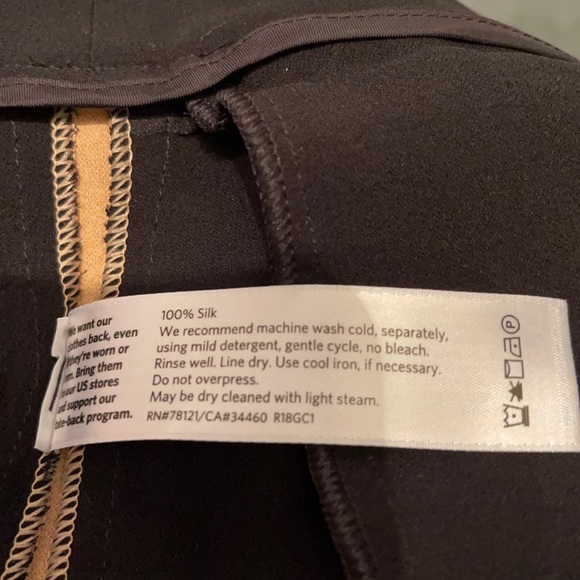 We want our
clothes back, even
if they're worn or
torn. Bring them
to our US stores
and support our
take-back program.
100% Silk
We recommend machine wash cold, separately,
using mild detergent, gentle cycle, no bleach.
Rinse well. Line dry. Use cool iron, if necessary.
Do not overpress.
May be dry cleaned with light steam.
RN#78121/CA#34460 R18GC1
P